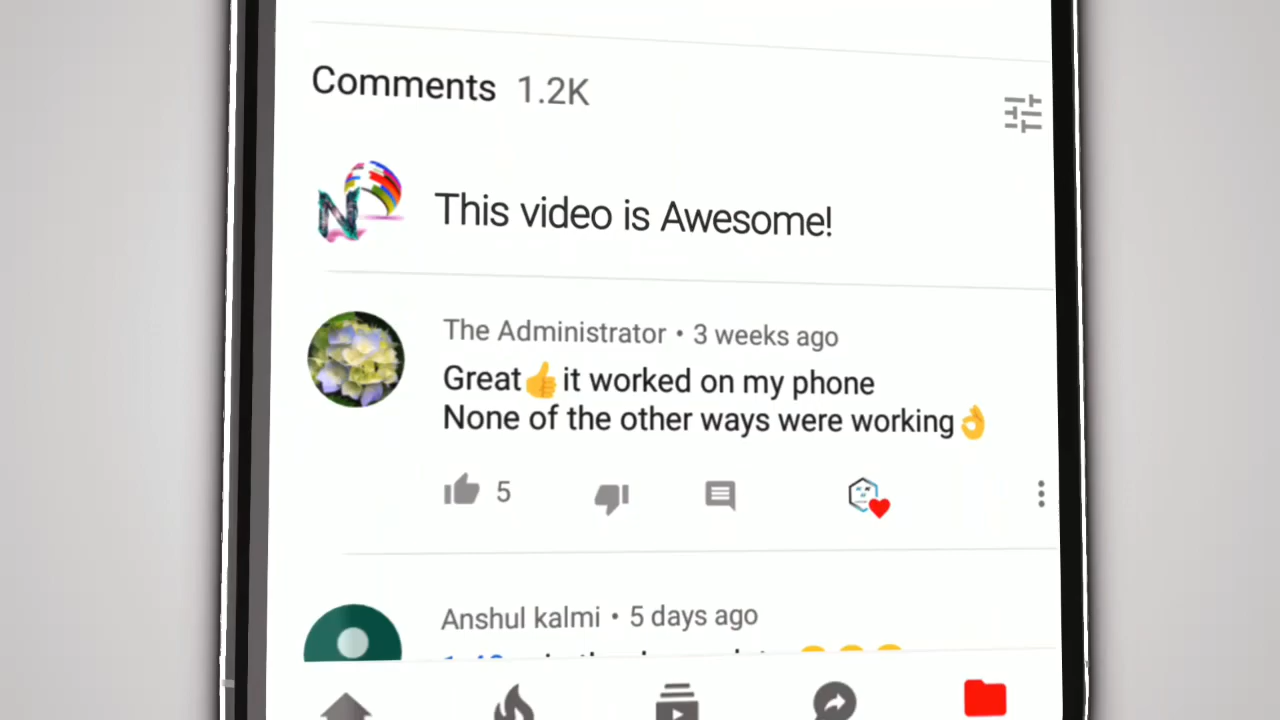 Comments 1.2K
This video is Awesome!
The Administrator • 3 weeks ago
Great👍it worked on my phone
None of the other ways were working👌
5
Anshul kalmi • 5 days ago